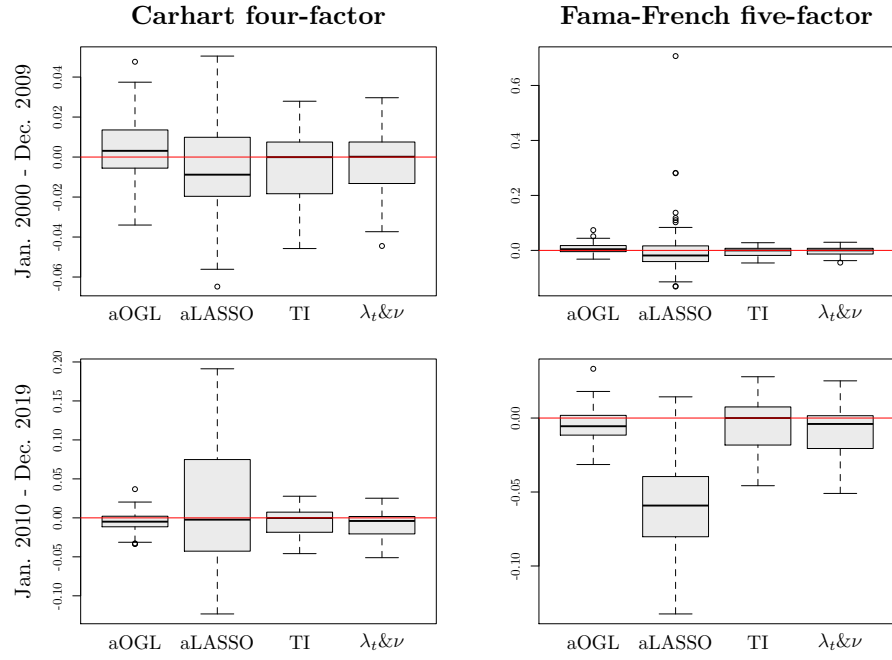 Carhart four-factor
Fama-French five-factor
Jan. 2000 - Dec. 2009
0.04
0.02
0.00
-0.02
-0.04
-0.06
aOGL aLASSO TI λt&ν
0.6
0.4
0.2
0.0
aOGL aLASSO TI λt&ν
Jan. 2010 - Dec. 2019
0.20
0.15
0.10
0.05
0.00
-0.05
-0.10
aOGL aLASSO TI λt&ν
0.00
-0.05
-0.10
aOGL aLASSO TI λt&ν